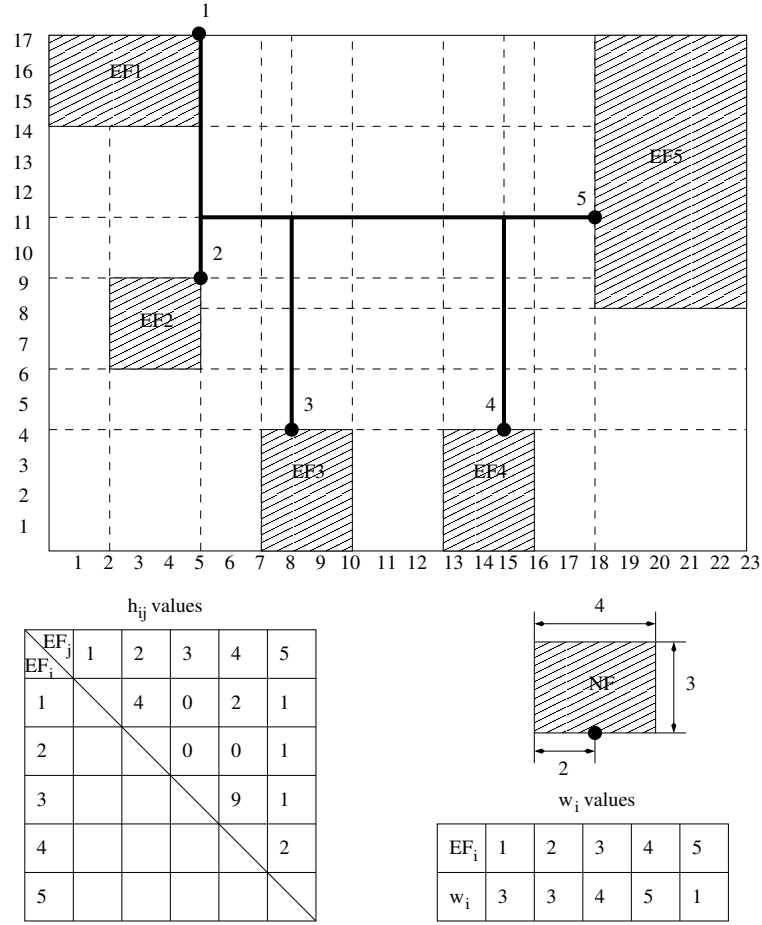 1
17
16
EF1
15
14
13
EF5
12
5
11
10
2
9
8
EF2
7
6
5
3
4
4
3
EF3
EF4
2
1
1 2 3 4 5 6 7 8 9 10 11 12 13 14 15 16 17 18 19 20 21 22 23
h_ij values
EF_j 1 2 3 4 5
EF_i
1 4 0 2 1
2 0 0 1
3 9 1
4 2
5
4
NF
3
2
w_i values
EF_i 1 2 3 4 5
w_i 3 3 4 5 1